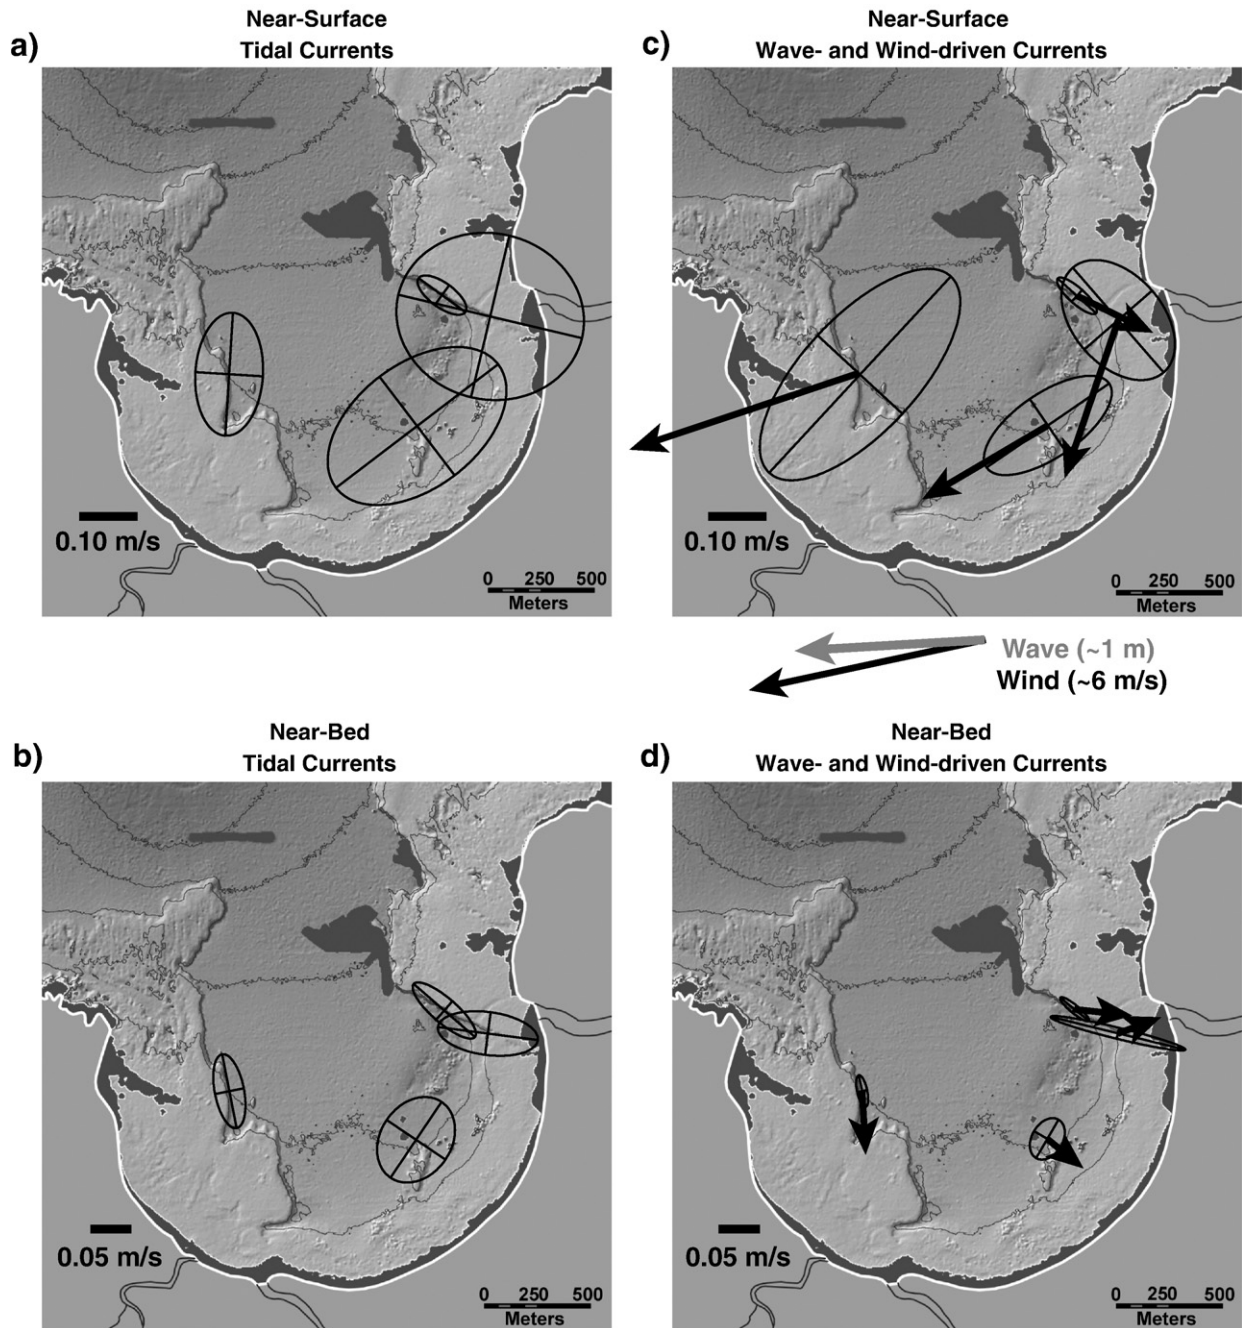 a)
Near-Surface
Tidal Currents
0.10 m/s
0 250 500
Meters
c)
Near-Surface
Wave- and Wind-driven Currents
0.10 m/s
0 250 500
Meters
Wave (~1 m)
Wind (~6 m/s)
b)
Near-Bed
Tidal Currents
0.05 m/s
0 250 500
Meters
d)
Near-Bed
Wave- and Wind-driven Currents
0.05 m/s
0 250 500
Meters